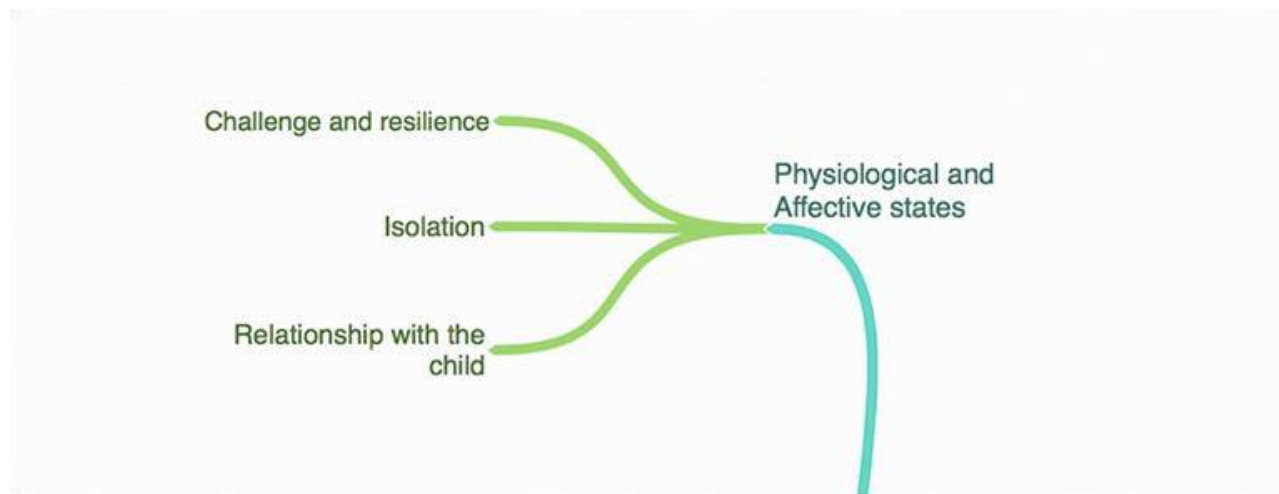 Challenge and resilience
Physiological and
Affective states
Isolation
Relationship with the
child